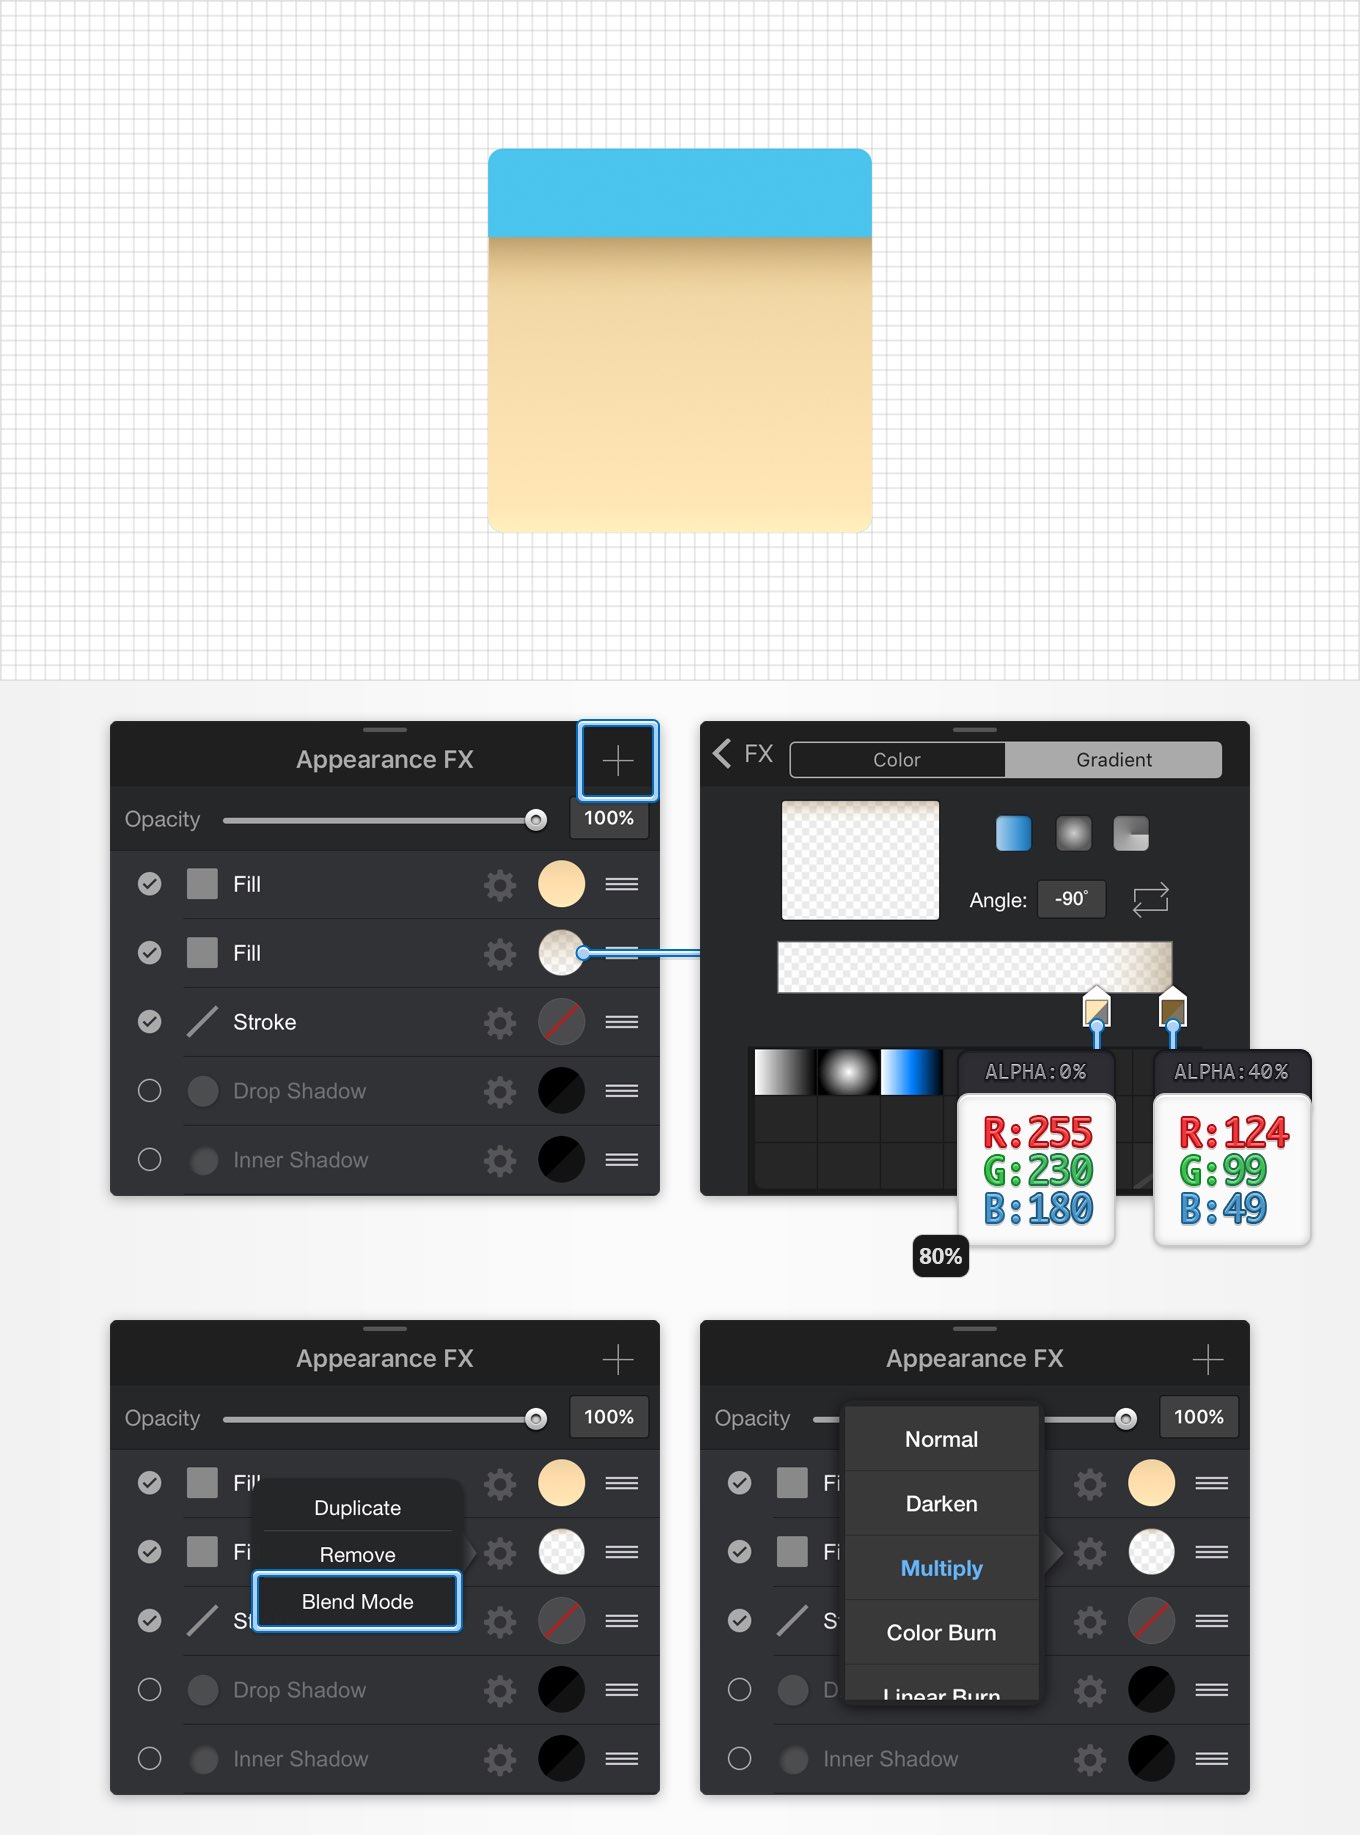 Appearance FX
Opacity 100%
Fill
Fill
Stroke
Drop Shadow
Inner Shadow
FX Color Gradient
Angle: -90°
ALPHA:0%
R:255
G:230
B:180
80%
ALPHA:40%
R:124
G:99
B:49
Appearance FX
Opacity 100%
Fil
Duplicate
Fi
Remove
St
Blend Mode
Drop Shadow
Inner Shadow
Appearance FX
Opacity 100%
Normal
Fi
Darken
Fi
Multiply
S
Color Burn
D
Linear Burn
Inner Shadow